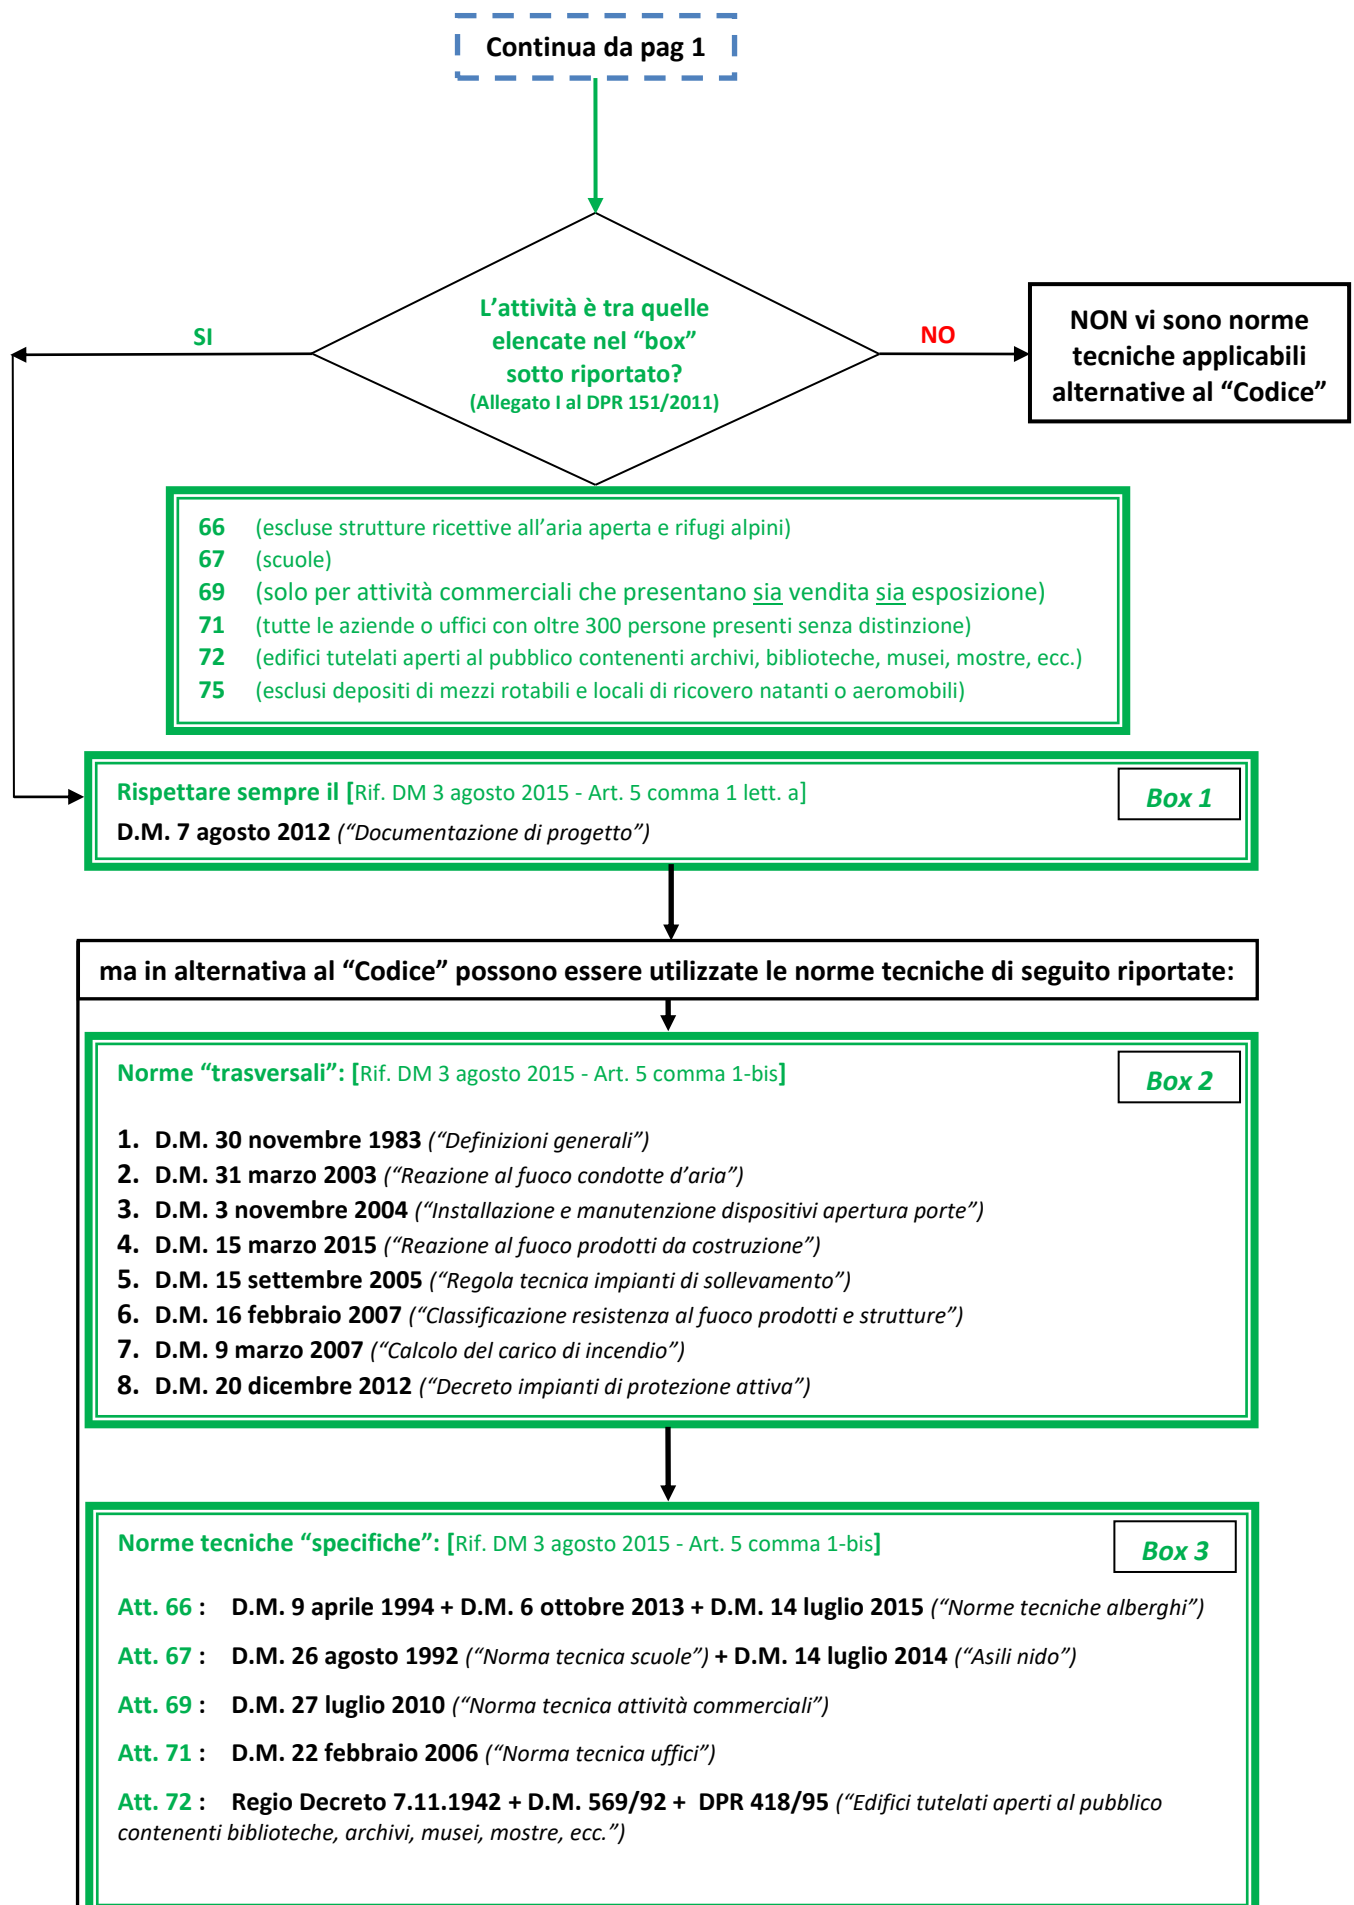 Continua da pag 1
L’attività è tra quelle
elencate nel “box”
sotto riportato?
(Allegato I al DPR 151/2011)
SI
NO
NON vi sono norme
tecniche applicabili
alternative al “Codice”
66 (escluse strutture ricettive all’aria aperta e rifugi alpini)
67 (scuole)
69 (solo per attività commerciali che presentano sia vendita sia esposizione)
71 (tutte le aziende o uffici con oltre 300 persone presenti senza distinzione)
72 (edifici tutelati aperti al pubblico contenenti archivi, biblioteche, musei, mostre, ecc.)
75 (esclusi depositi di mezzi rotabili e locali di ricovero natanti o aeromobili)
Rispettare sempre il [Rif. DM 3 agosto 2015 - Art. 5 comma 1 lett. a]
Box 1
D.M. 7 agosto 2012 (“Documentazione di progetto”)
ma in alternativa al “Codice” possono essere utilizzate le norme tecniche di seguito riportate:
Norme “trasversali”: [Rif. DM 3 agosto 2015 - Art. 5 comma 1-bis]
Box 2
1. D.M. 30 novembre 1983 (“Definizioni generali”)
2. D.M. 31 marzo 2003 (“Reazione al fuoco condotte d’aria”)
3. D.M. 3 novembre 2004 (“Installazione e manutenzione dispositivi apertura porte”)
4. D.M. 15 marzo 2015 (“Reazione al fuoco prodotti da costruzione”)
5. D.M. 15 settembre 2005 (“Regola tecnica impianti di sollevamento”)
6. D.M. 16 febbraio 2007 (“Classificazione resistenza al fuoco prodotti e strutture”)
7. D.M. 9 marzo 2007 (“Calcolo del carico di incendio”)
8. D.M. 20 dicembre 2012 (“Decreto impianti di protezione attiva”)
Norme tecniche “specifiche”: [Rif. DM 3 agosto 2015 - Art. 5 comma 1-bis]
Box 3
Att. 66 : D.M. 9 aprile 1994 + D.M. 6 ottobre 2013 + D.M. 14 luglio 2015 (“Norme tecniche alberghi”)
Att. 67 : D.M. 26 agosto 1992 (“Norma tecnica scuole”) + D.M. 14 luglio 2014 (“Asili nido”)
Att. 69 : D.M. 27 luglio 2010 (“Norma tecnica attività commerciali”)
Att. 71 : D.M. 22 febbraio 2006 (“Norma tecnica uffici”)
Att. 72 : Regio Decreto 7.11.1942 + D.M. 569/92 + DPR 418/95 (“Edifici tutelati aperti al pubblico
contenenti biblioteche, archivi, musei, mostre, ecc.”)